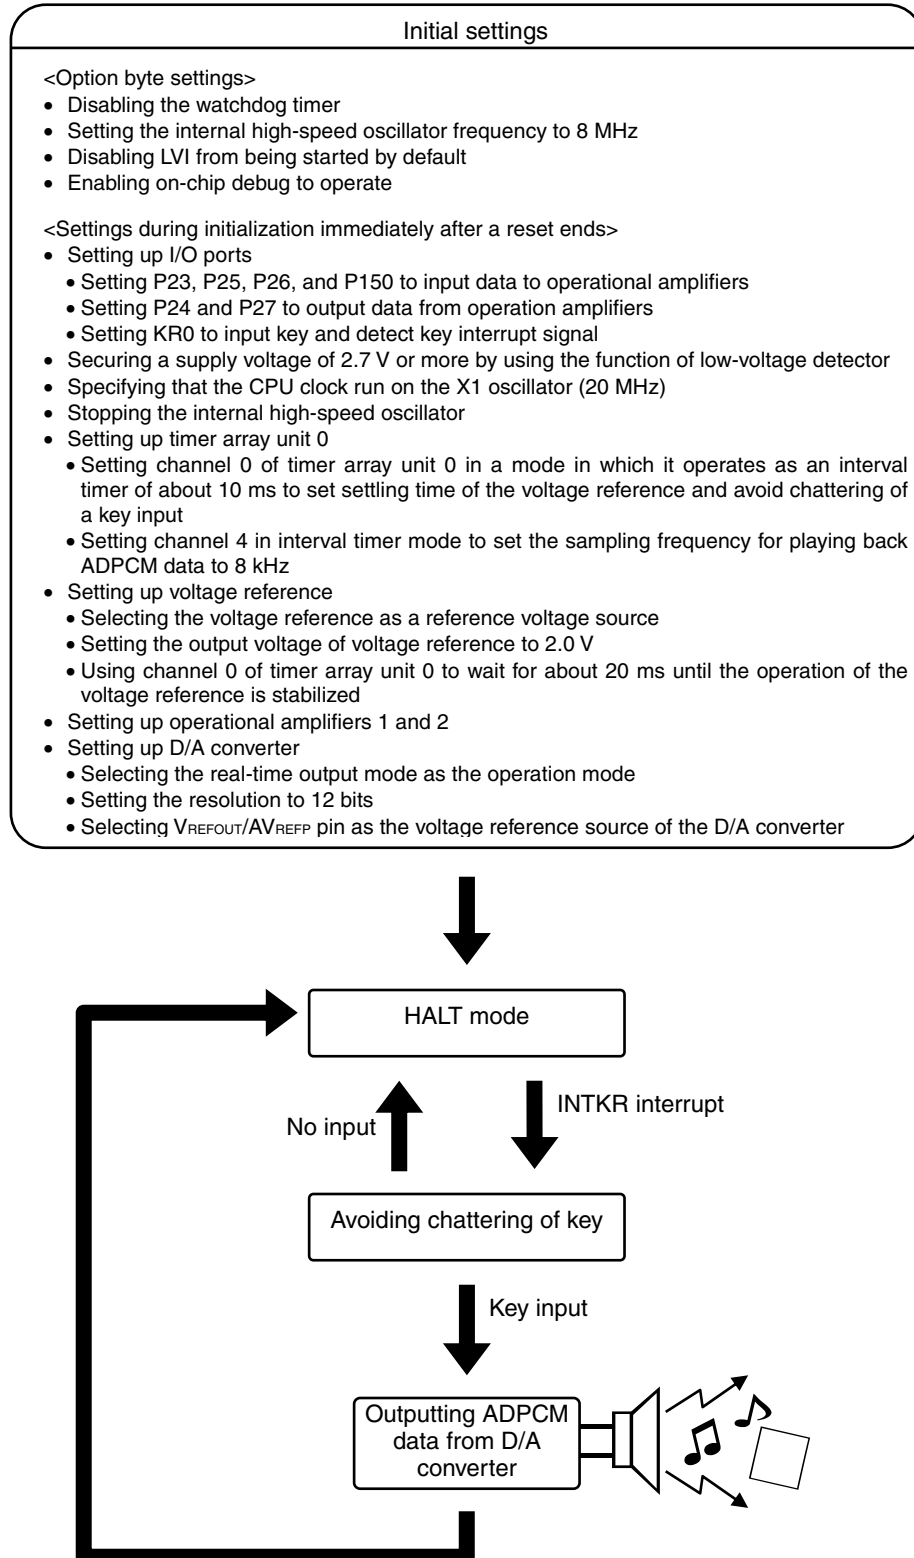 Initial settings
<Option byte settings>
• Disabling the watchdog timer
• Setting the internal high-speed oscillator frequency to 8 MHz
• Disabling LVI from being started by default
• Enabling on-chip debug to operate
<Settings during initialization immediately after a reset ends>
• Setting up I/O ports
• Setting P23, P25, P26, and P150 to input data to operational amplifiers
• Setting P24 and P27 to output data from operation amplifiers
• Setting KR0 to input key and detect key interrupt signal
• Securing a supply voltage of 2.7 V or more by using the function of low-voltage detector
• Specifying that the CPU clock run on the X1 oscillator (20 MHz)
• Stopping the internal high-speed oscillator
• Setting up timer array unit 0
• Setting channel 0 of timer array unit 0 in a mode in which it operates as an interval
timer of about 10 ms to set settling time of the voltage reference and avoid chattering of
a key input
• Setting channel 4 in interval timer mode to set the sampling frequency for playing back
ADPCM data to 8 kHz
• Setting up voltage reference
• Selecting the voltage reference as a reference voltage source
• Setting the output voltage of voltage reference to 2.0 V
• Using channel 0 of timer array unit 0 to wait for about 20 ms until the operation of the
voltage reference is stabilized
• Setting up operational amplifiers 1 and 2
• Setting up D/A converter
• Selecting the real-time output mode as the operation mode
• Setting the resolution to 12 bits
• Selecting VREFOUT/AVREFP pin as the voltage reference source of the D/A converter
HALT mode
No input
INTKR interrupt
Avoiding chattering of key
Key input
Outputting ADPCM
data from D/A
converter